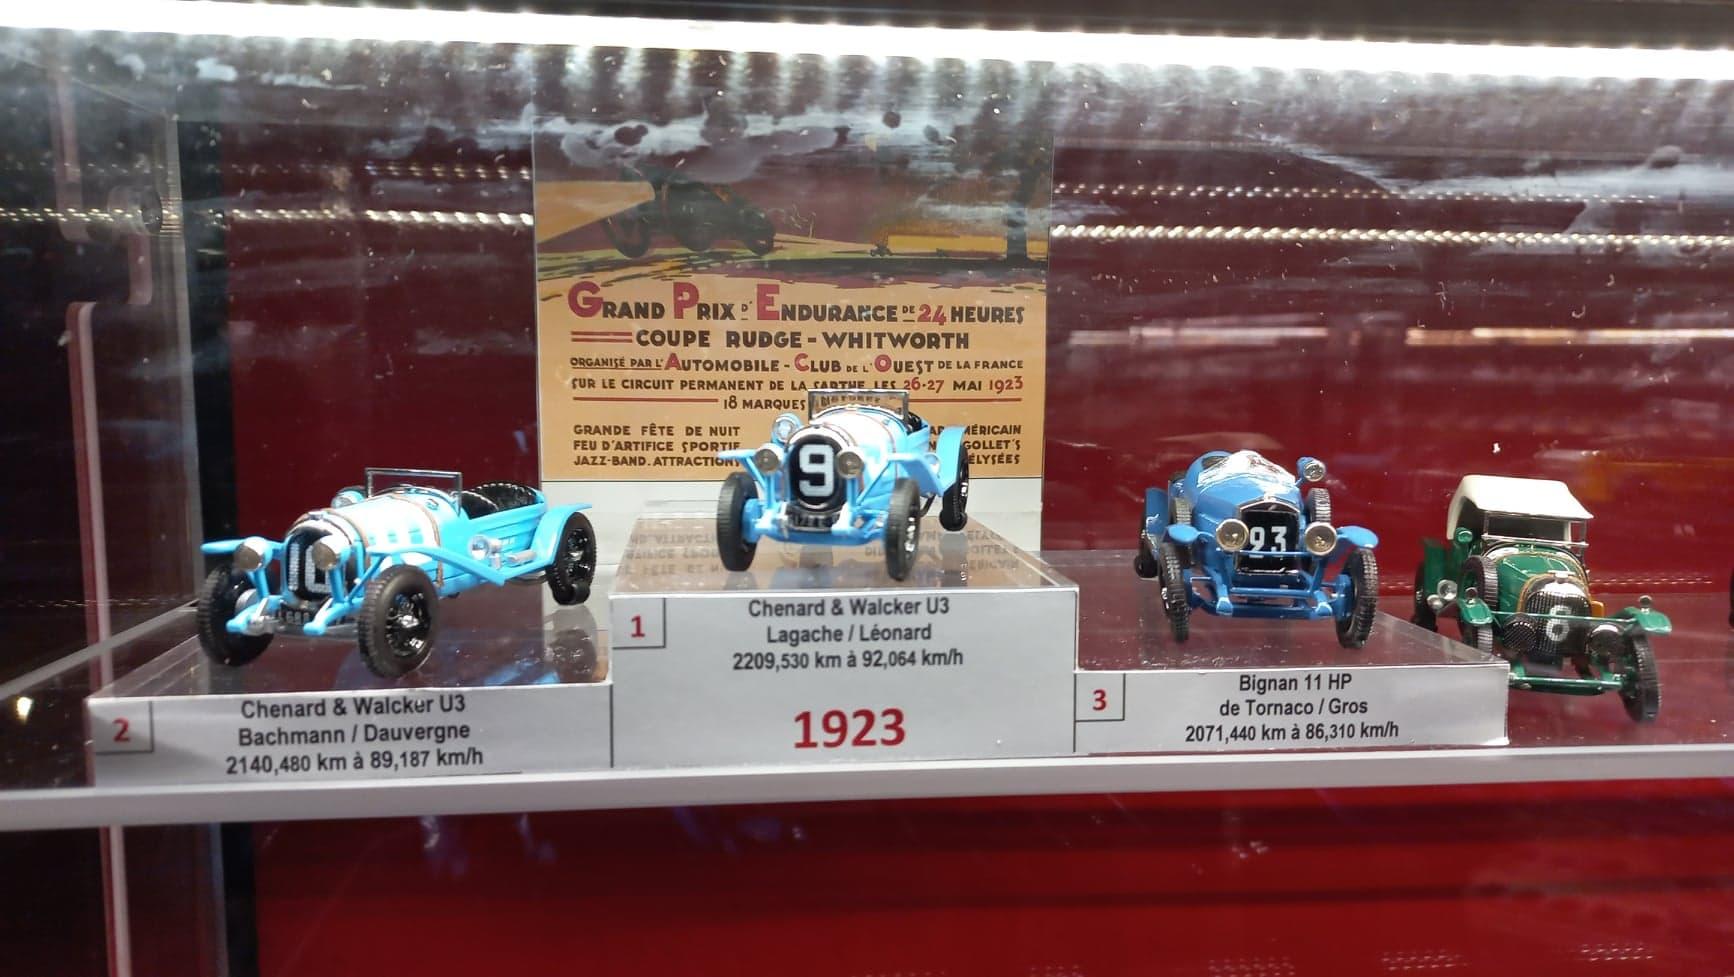 GRAND PRIX D'ENDURANCE DE 24 HEURES
COUPE RUDGE-WHITWORTH
ORGANISÉ PAR L'AUTOMOBILE-CLUB DE L'OUEST DE LA FRANCE
SUR LE CIRCUIT PERMANENT DE LA SARTHE LES 26-27 MAI 1923
18 MARQUES
GRANDE FÊTE DE NUIT
FEU D'ARTIFICE SPORTIF
JAZZ-BAND. ATTRACTIONS
AMÉRICAIN
GOLLET'S
ÉLYSÉES
9
23
8
1
Chenard & Walcker U3
Lagache / Léonard
2209,530 km à 92,064 km/h
1923
2
Chenard & Walcker U3
Bachmann / Dauvergne
2140,480 km à 89,187 km/h
3
Bignan 11 HP
de Tornaco / Gros
2071,440 km à 86,310 km/h